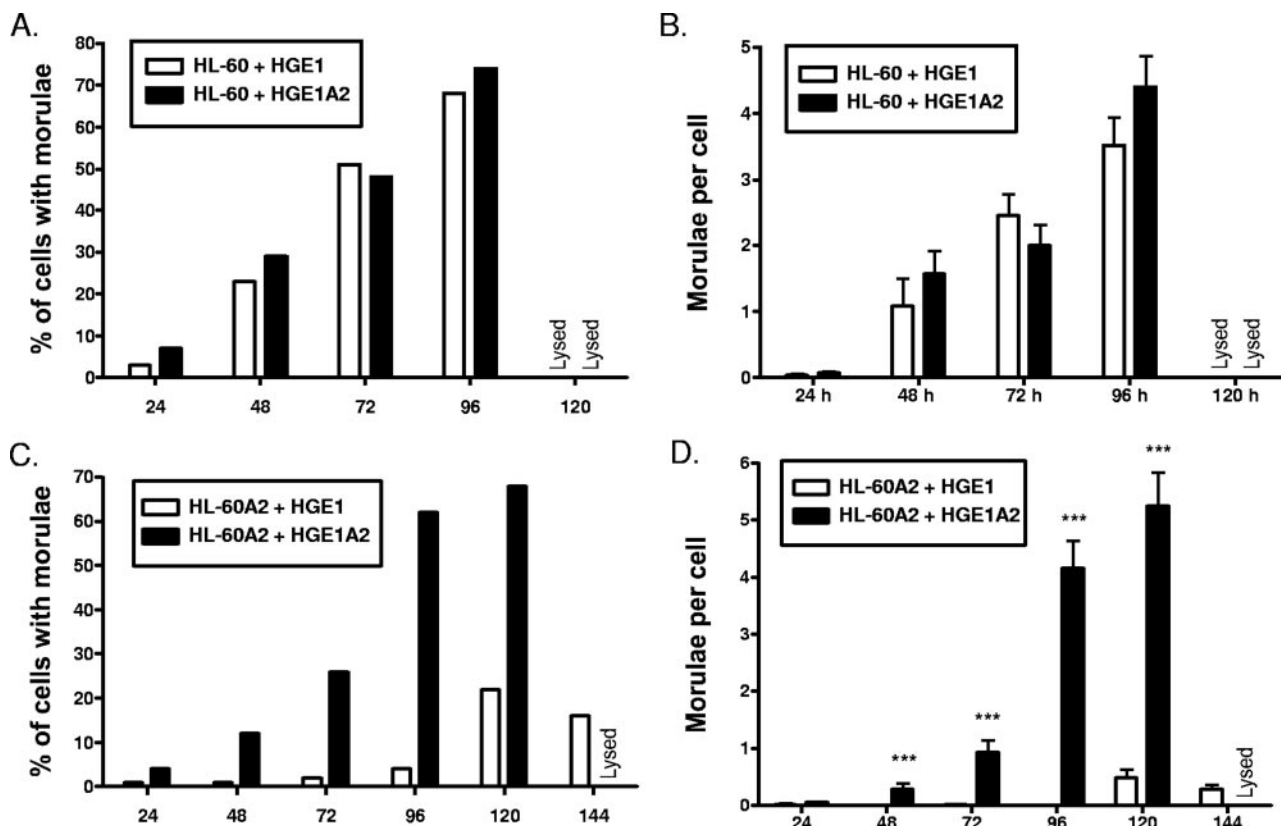 A.
% of cells with morulae
80
70
60
50
40
30
20
10
0
HL-60 + HGE1
HL-60 + HGE1A2
Lysed
Lysed
24 48 72 96 120
B.
Morulae per cell
5
4
3
2
1
0
HL-60 + HGE1
HL-60 + HGE1A2
Lysed
Lysed
24 h 48 h 72 h 96 h 120 h
C.
% of cells with morulae
70
60
50
40
30
20
10
0
HL-60A2 + HGE1
HL-60A2 + HGE1A2
Lysed
24 48 72 96 120 144
D.
Morulae per cell
6
5
4
3
2
1
0
HL-60A2 + HGE1
HL-60A2 + HGE1A2
***
***
***
***
Lysed
24 48 72 96 120 144